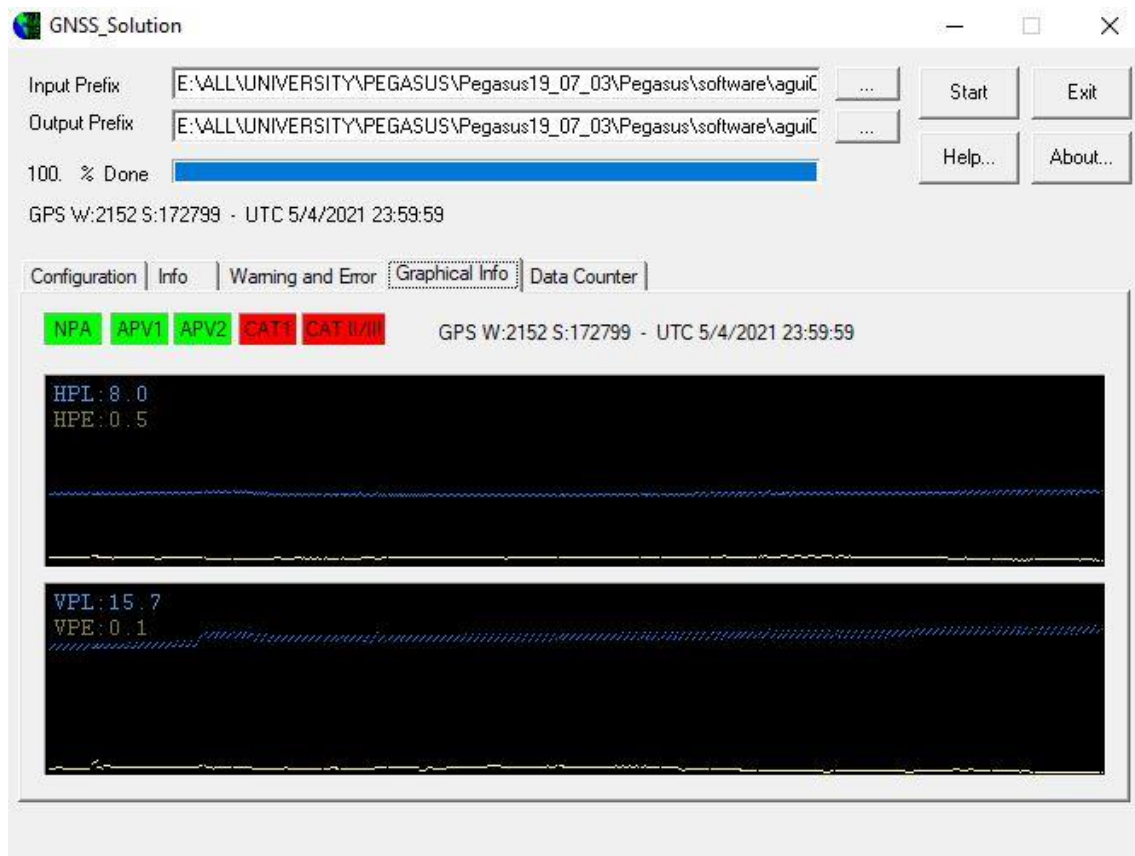 GNSS_Solution
Input Prefix E:\ALL\UNIVERSITY\PEGASUS\Pegasus19_07_03\Pegasus\software\agui ... Start Exit
Output Prefix E:\ALL\UNIVERSITY\PEGASUS\Pegasus19_07_03\Pegasus\software\agui ...
100. % Done Help... About...
GPS W:2152 S:172799 - UTC 5/4/2021 23:59:59
Configuration Info Warning and Error Graphical Info Data Counter
NPA APV1 APV2 CAT1 CAT II/III GPS W:2152 S:172799 - UTC 5/4/2021 23:59:59
HPL:8.0
HPE:0.5
VPL:15.7
VPE:0.1